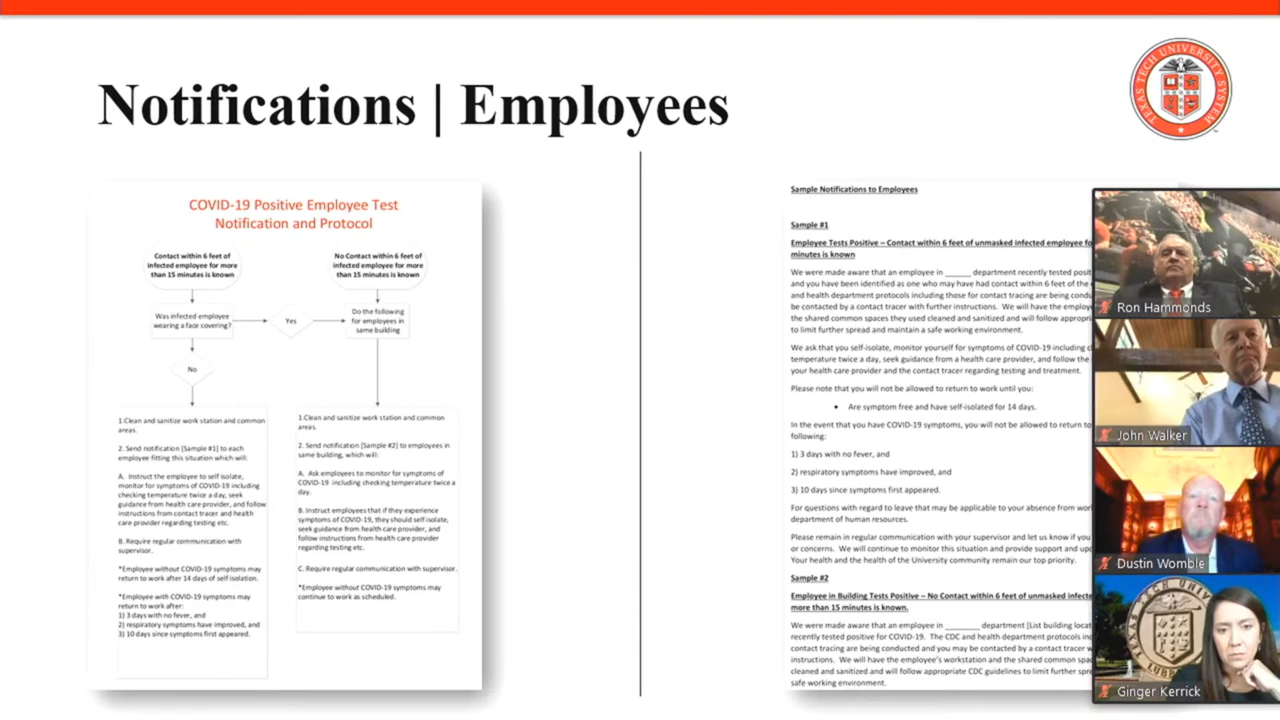 Notifications | Employees
TEXAS TECH UNIVERSITY SYSTEM
COVID-19 Positive Employee Test
Notification and Protocol
Contact within 6 feet of
infected employee for more
than 15 minutes is known
No Contact within 6 feet of
infected employee for more
than 15 minutes is known
Was infected employee
wearing a face covering?
Yes
Do the following
for employees in
same building
No
1.Clean and sanitize work station and common
areas.
2. Send notification [Sample #1] to each
employee fitting this situation which will:
A. Instruct the employee to self isolate,
monitor for symptoms of COVID-19 including
checking temperature twice a day, seek
guidance from health care provider, and follow
instructions from contact tracer and health
care provider regarding testing etc.
B. Require regular communication with
supervisor.
*Employee without COVID-19 symptoms may
return to work after 14 days of self isolation.
*Employee with COVID-19 symptoms may
return to work after:
1) 3 days with no fever, and
2) respiratory symptoms have improved, and
3) 10 days since symptoms first appeared.
1.Clean and sanitize work station and common
areas.
2. Send notification [Sample #2] to employees in
same building, which will:
A. Ask employees to monitor for symptoms of
COVID-19 including checking temperature twice a
day.
B. Instruct employees that if they experience
symptoms of COVID-19, they should self isolate,
seek guidance from health care provider, and
follow instructions from health care provider
regarding testing etc.
C. Require regular communication with supervisor.
*Employee without COVID-19 symptoms may
continue to work as scheduled.
Sample Notifications to Employees
Sample #1
Employee Tests Positive – Contact within 6 feet of unmasked infected employee fo
minutes is known
We were made aware that an employee in ______ department recently tested posit
and you have been identified as one who may have had contact within 6 feet of the
and health department protocols including those for contact tracing are being condu
be contacted by a contact tracer with further instructions. We will have the employ
the shared common spaces they used cleaned and sanitized and will follow appropri
to limit further spread and maintain a safe working environment.
We ask that you self-isolate, monitor yourself for symptoms of COVID-19 including c
temperature twice a day, seek guidance from a health care provider, and follow the
your health care provider and the contact tracer regarding testing and treatment.
Please note that you will not be allowed to return to work until you:
• Are symptom free and have self-isolated for 14 days.
In the event that you have COVID-19 symptoms, you will not be allowed to return to
following:
1) 3 days with no fever, and
2) respiratory symptoms have improved, and
3) 10 days since symptoms first appeared.
For questions with regard to leave that may be applicable to your absence from wor
department of human resources.
Please remain in regular communication with your supervisor and let us know if you
or concerns. We will continue to monitor this situation and provide support and upd
Your health and the health of the University community remain our top priority.
Sample #2
Employee in Building Tests Positive – No Contact within 6 feet of unmasked infecte
more than 15 minutes is known.
We were made aware that an employee in ________ department [List building locat
recently tested positive for COVID-19. The CDC and health department protocols inc
contact tracing are being conducted and you may be contacted by a contact tracer w
instructions. We will have the employee's workstation and the shared common spac
cleaned and sanitized and will follow appropriate CDC guidelines to limit further spre
safe working environment.
Ron Hammonds
John Walker
Dustin Womble
Ginger Kerrick